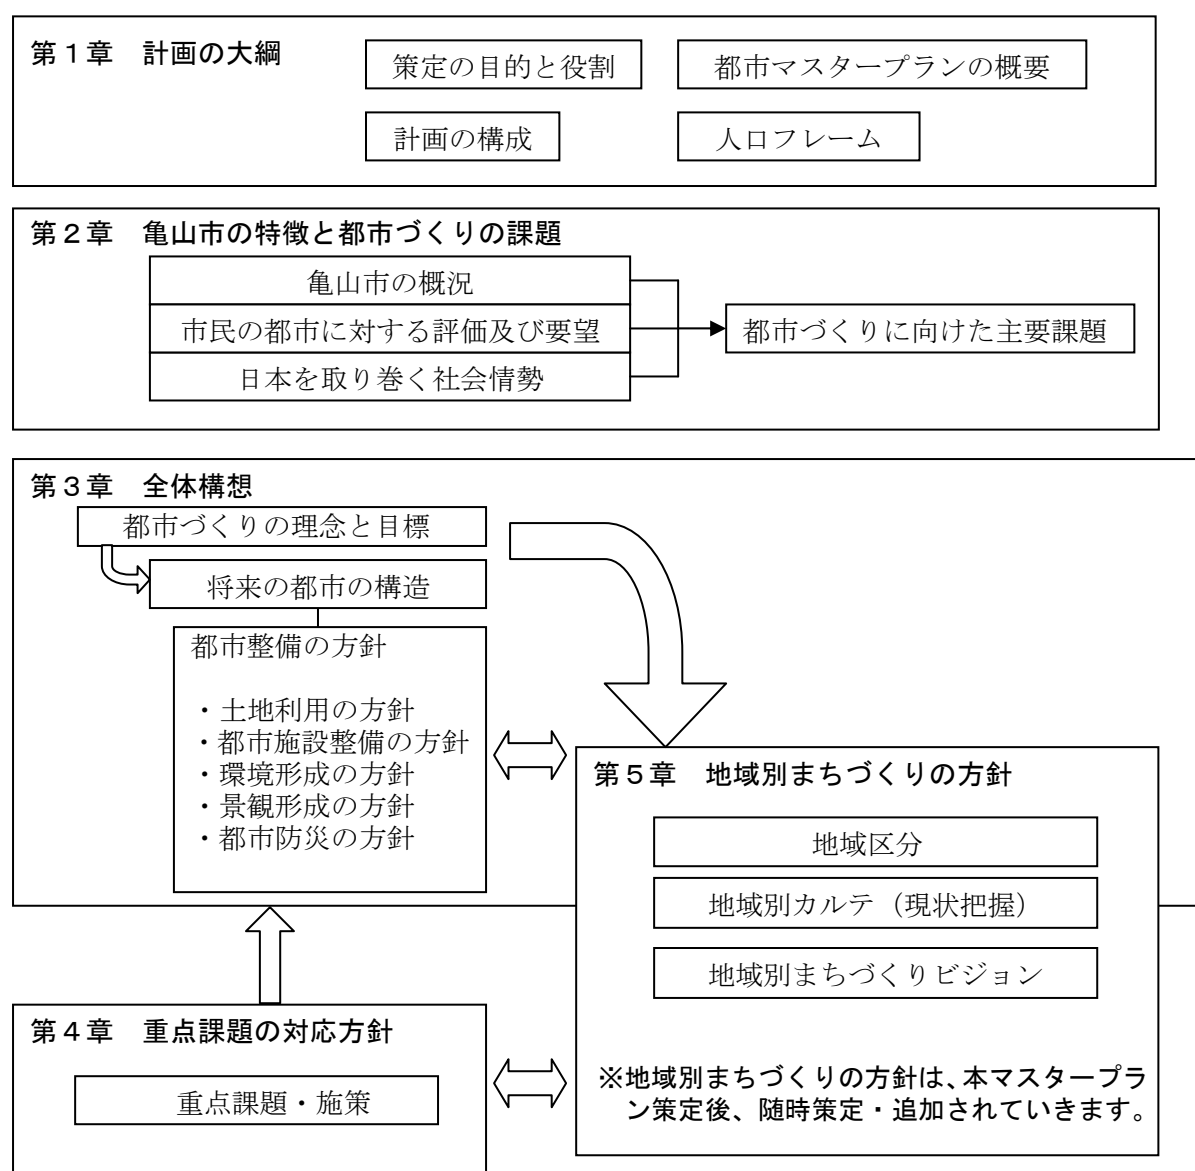 第１章　計画の大綱
策定の目的と役割
都市マスタープランの概要
計画の構成
人口フレーム
第２章　亀山市の特徴と都市づくりの課題
亀山市の概況
市民の都市に対する評価及び要望
日本を取り巻く社会情勢
都市づくりに向けた主要課題
第３章　全体構想
都市づくりの理念と目標
将来の都市の構造
都市整備の方針
・土地利用の方針
・都市施設整備の方針
・環境形成の方針
・景観形成の方針
・都市防災の方針
第４章　重点課題の対応方針
重点課題・施策
第５章　地域別まちづくりの方針
地域区分
地域別カルテ（現状把握）
地域別まちづくりビジョン
※地域別まちづくりの方針は、本マスタープラ
ン策定後、随時策定・追加されていきます。